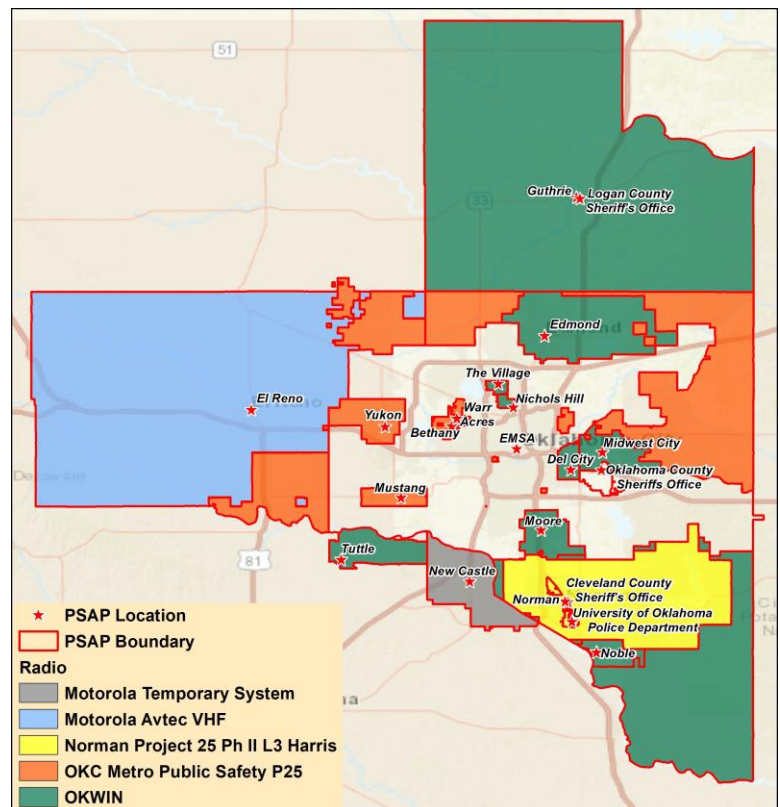 51
33
Guthrie
Logan County
Sheriff's Office
Edmond
The Village
Nichols Hill
El Reno
Yukon
Warr
Acres
Bethany
EMSA
Oklaho
Midwest City
Del City
Oklahoma County
Sheriffs Office
Mustang
Moore
Tuttle
81
New Castle
Cleveland County
Sheriff's Office
Norman
University of Oklahoma
Police Department
Noble
PSAP Location
PSAP Boundary
Radio
Motorola Temporary System
Motorola Avtec VHF
Norman Project 25 Ph II L3 Harris
OKC Metro Public Safety P25
OKWIN